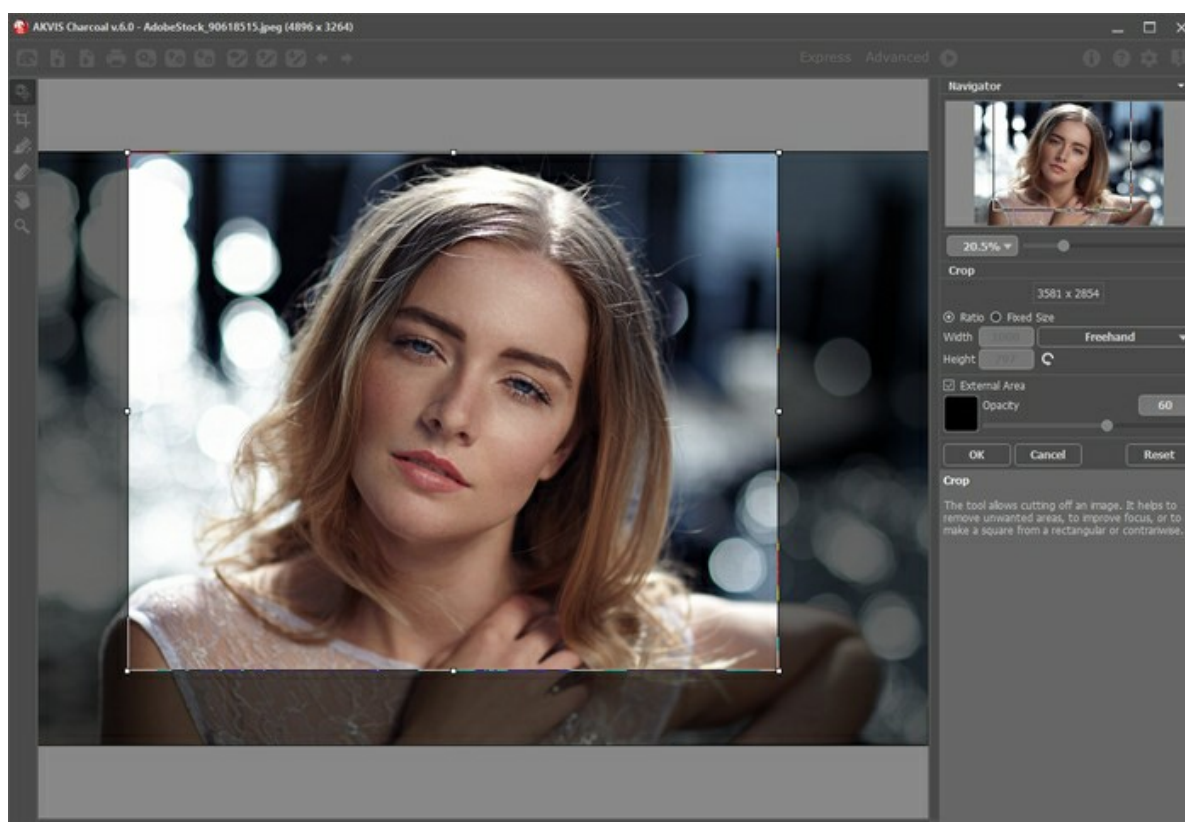 AKVIS Charcoal v.6.0 - AdobeStock_90618515.jpeg (4896 x 3264)
Express Advanced
Navigator
20.5%
Crop
3581 x 2854
Ratio Fixed Size
Width Freehand
Height
External Area
Opacity 60
OK Cancel Reset
Crop
The tool allows cutting off an image. It helps to
remove unwanted areas, to improve focus, or to
make a square from a rectangular or contrariwise.